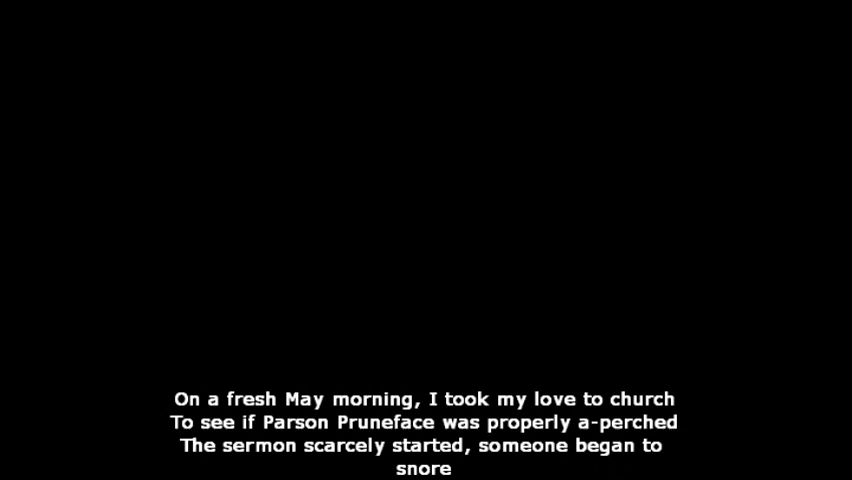 On a fresh May morning, I took my love to church
To see if Parson Pruneface was properly a-perched
The sermon scarcely started, someone began to
snore